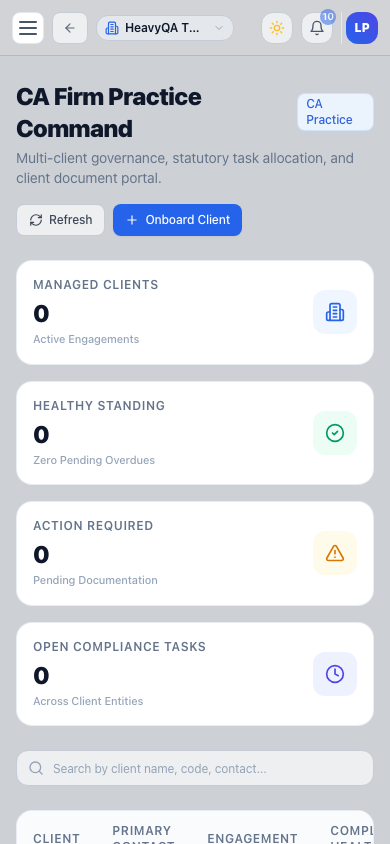 HeavyQA T...
10
LP
CA Firm Practice
Command
CA
Practice
Multi-client governance, statutory task allocation, and
client document portal.
Refresh
Onboard Client
MANAGED CLIENTS
0
Active Engagements
HEALTHY STANDING
0
Zero Pending Overdues
ACTION REQUIRED
0
Pending Documentation
OPEN COMPLIANCE TASKS
0
Across Client Entities
Search by client name, code, contact...
CLIENT
PRIMARY
ENGAGEMENT